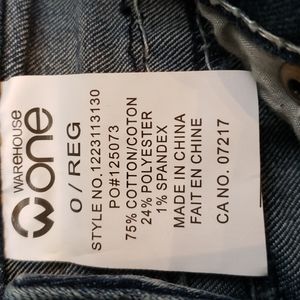 WAREHOUSE
One
0 / REG
STYLE NO.1223113130
PO#125073
75% COTTON/COTON
24% POLYESTER
1% SPANDEX
MADE IN CHINA
FAIT EN CHINE
CA NO. 07217